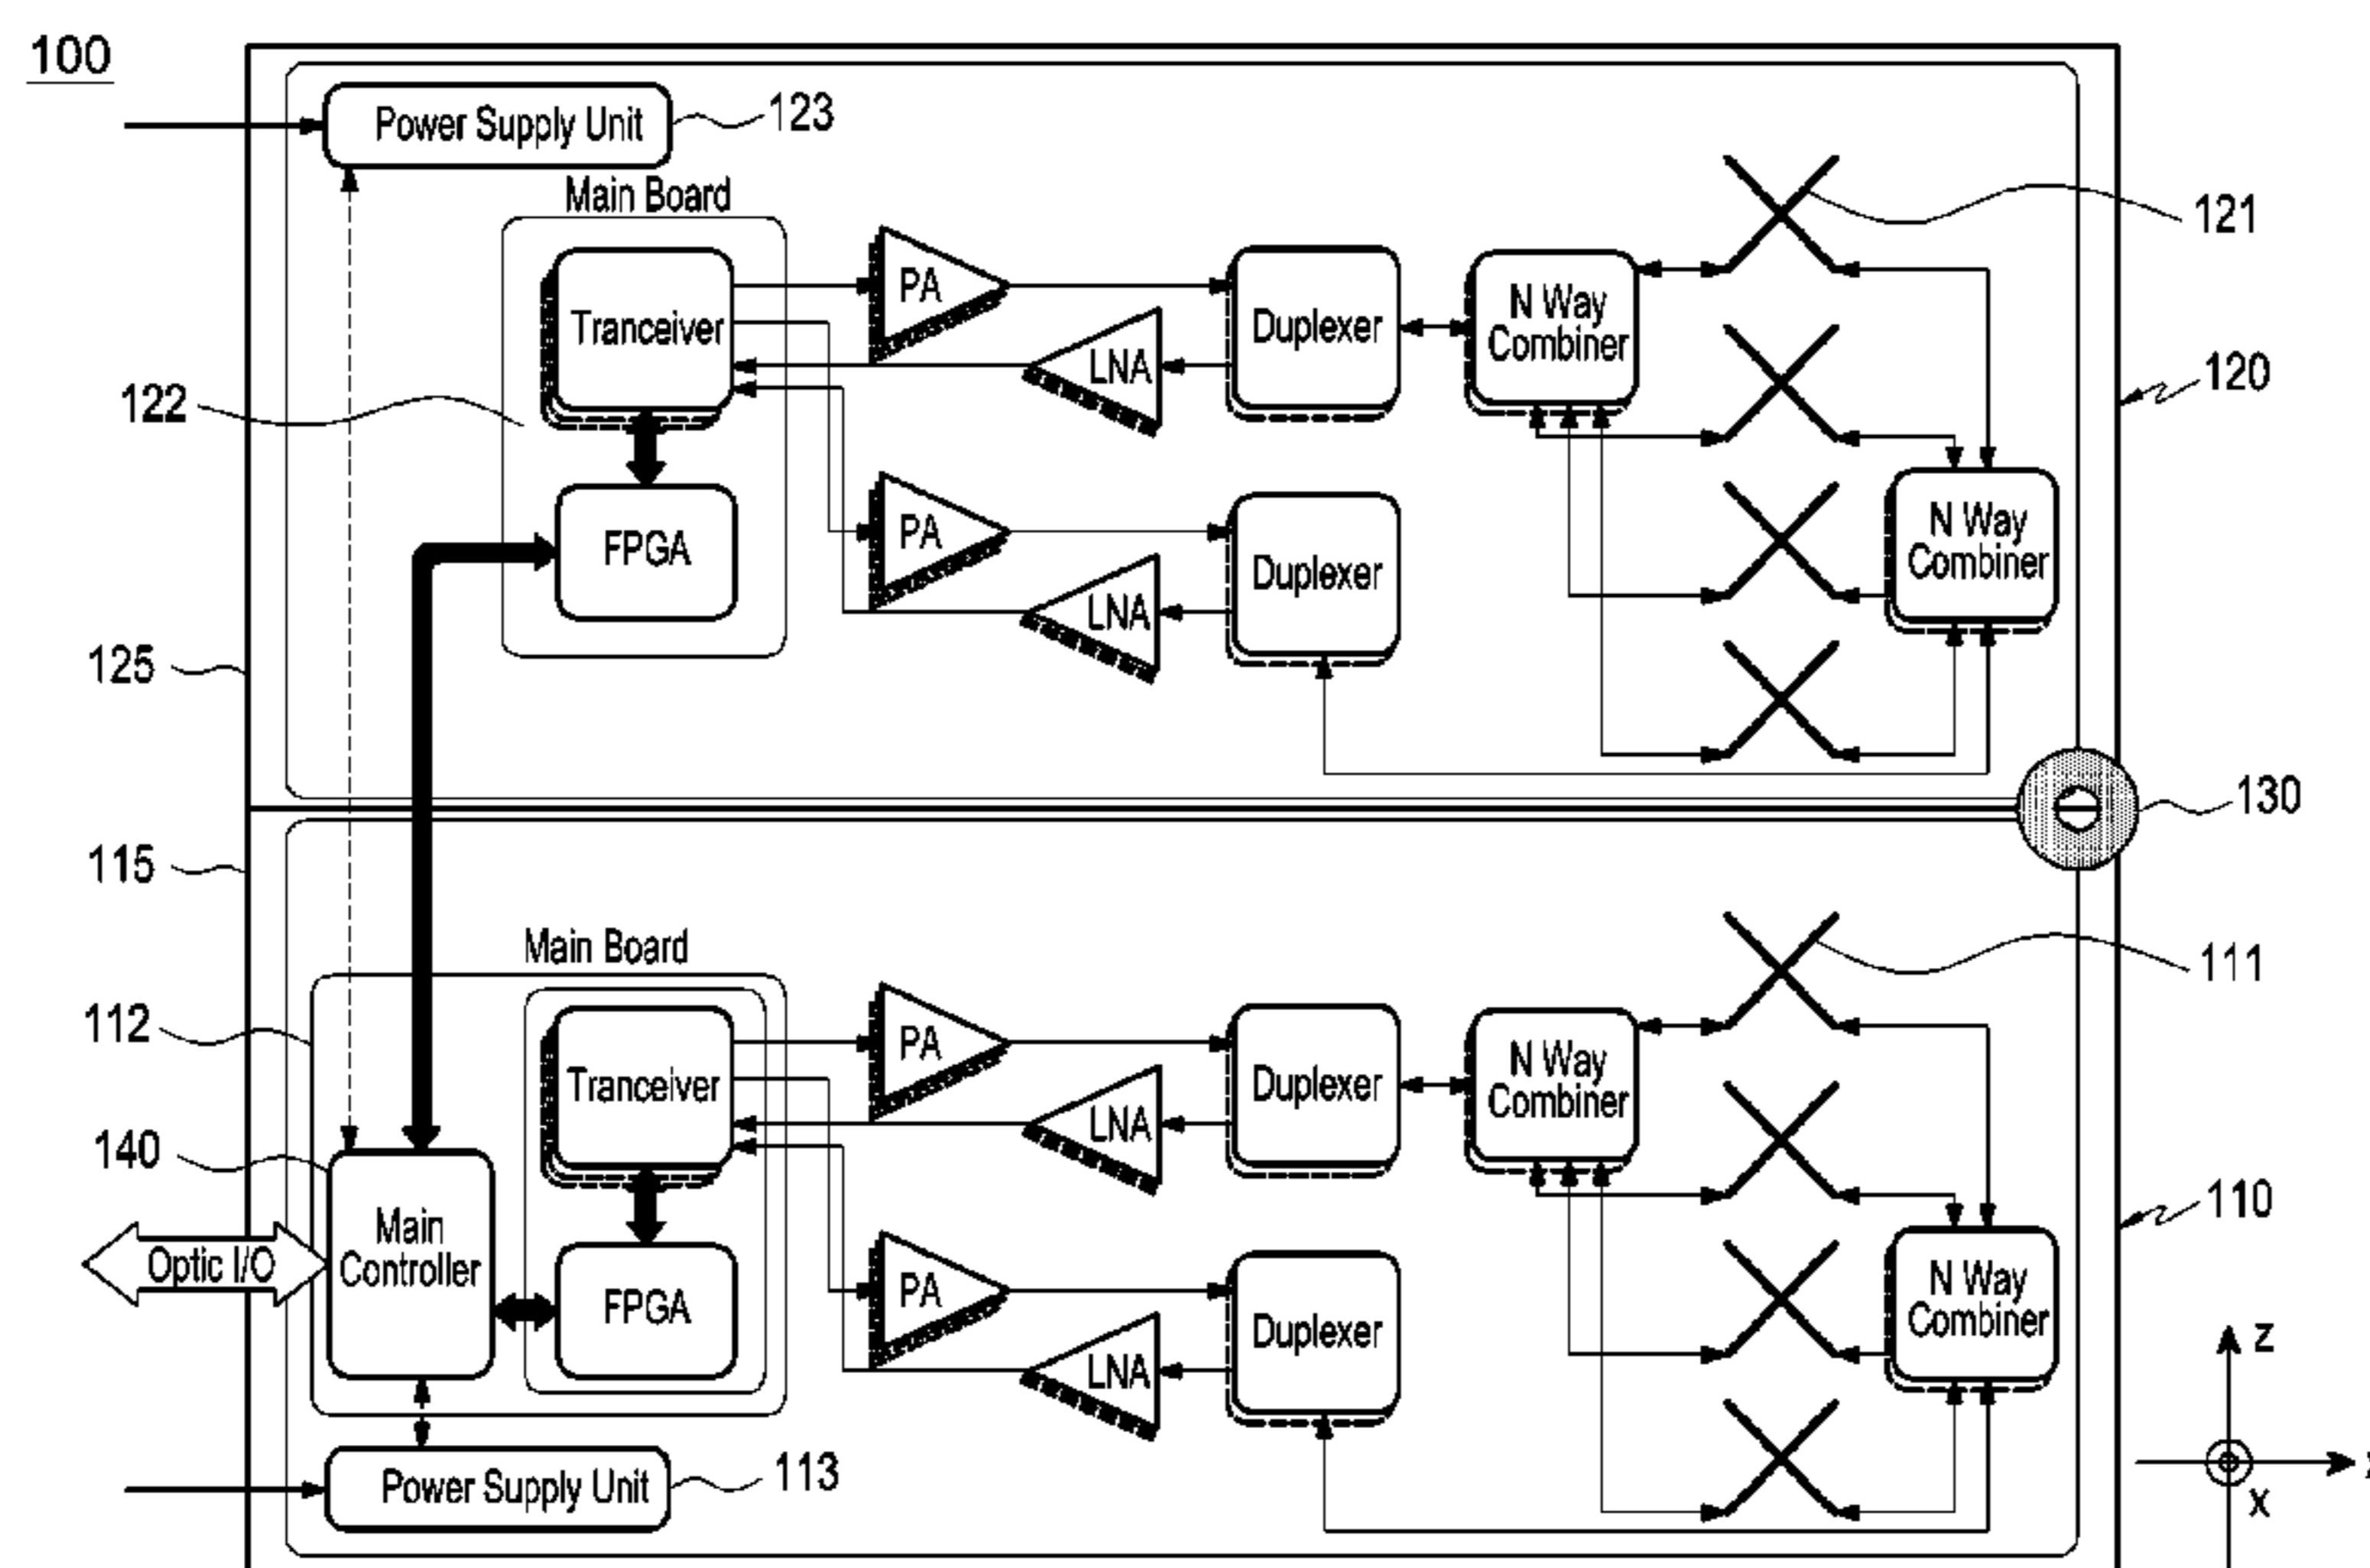 100
Power Supply Unit
123
Main Board
121
PA
Tranceiver
Duplexer
N Way
Combiner
LNA
120
122
PA
FPGA
N Way
Combiner
Duplexer
LNA
125
130
115
Main Board
111
112
PA
Tranceiver
Duplexer
N Way
Combiner
LNA
140
110
Main
Controller
Optic I/O
PA
FPGA
N Way
Combiner
Duplexer
LNA
Z
Power Supply Unit
113
X